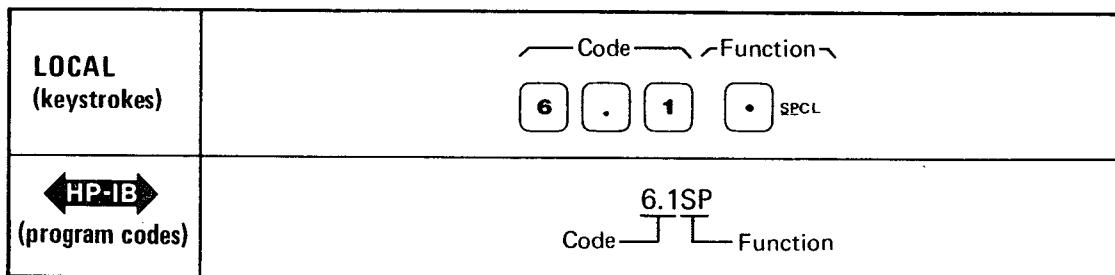 LOCAL
(keystrokes)
Code Function
6 . 1 • SPCL
HP-IB
(program codes)
6.1SP
Code Function